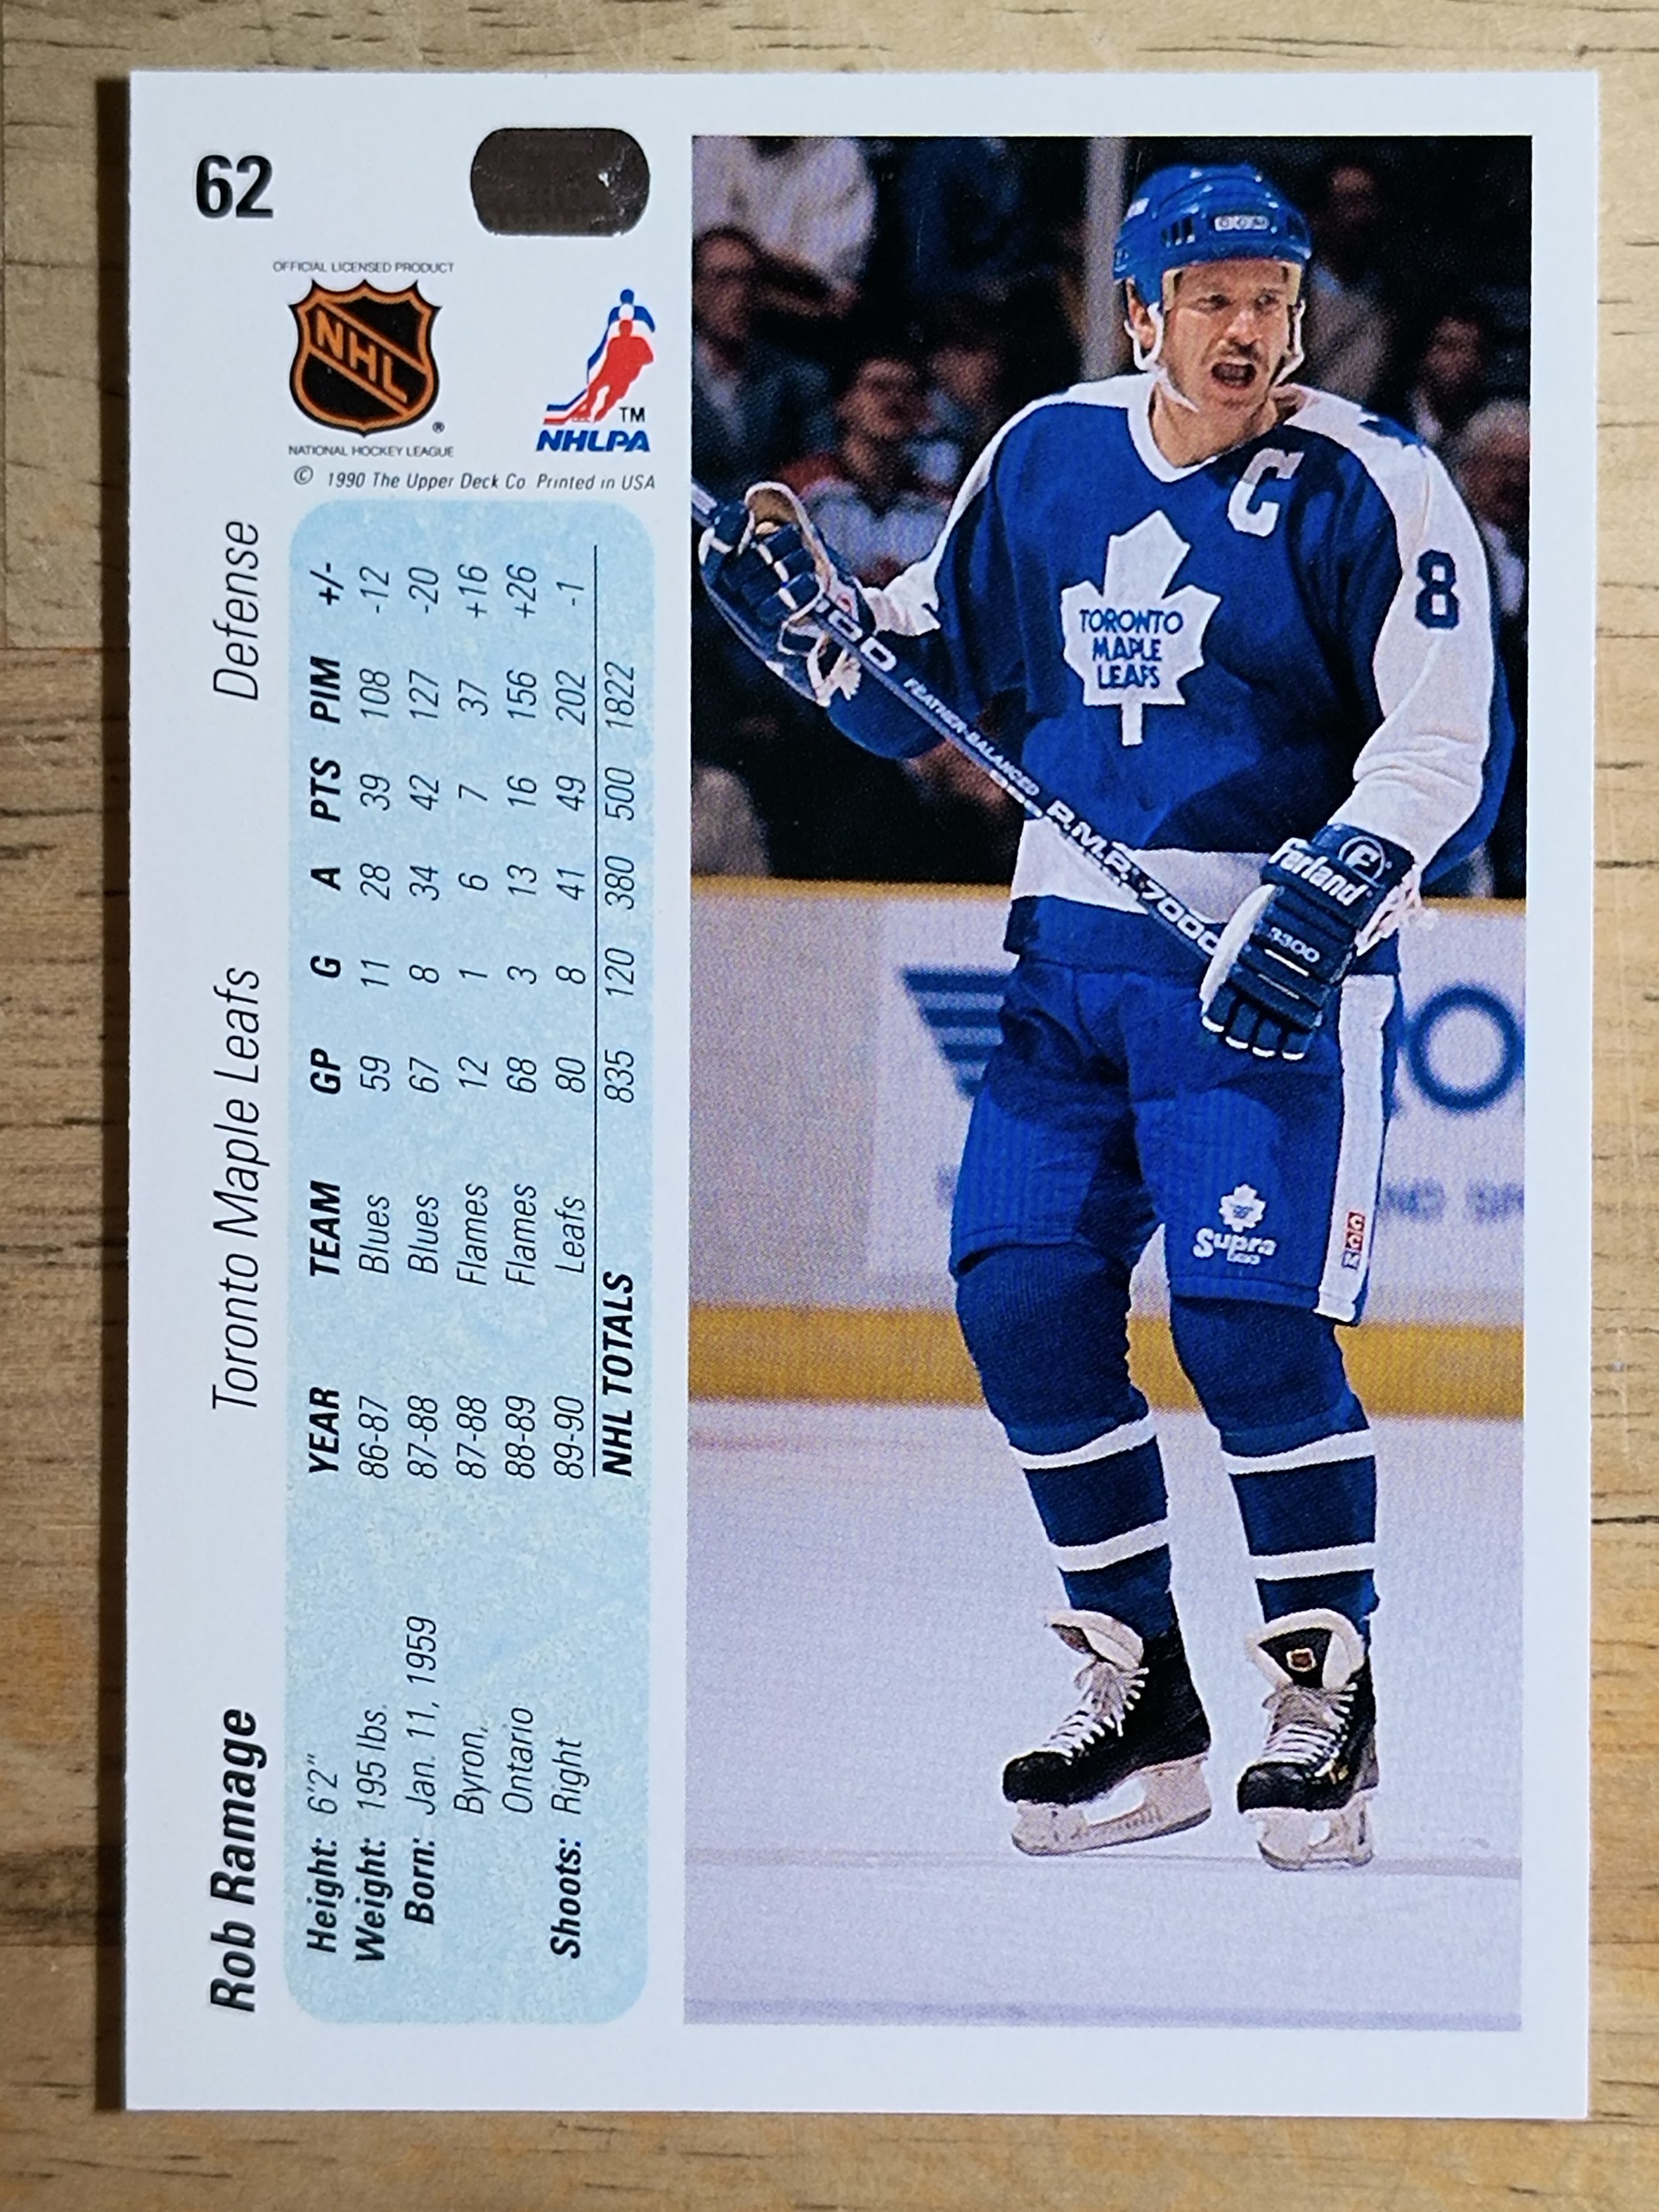 62
OFFICIAL LICENSED PRODUCT
NHL
®
NATIONAL HOCKEY LEAGUE
TM
NHLPA
© 1990 The Upper Deck Co Printed in USA
Rob Ramage Toronto Maple Leafs Defense
Height: 6'2"
Weight: 195 lbs.
Born: Jan. 11, 1959
Byron,
Ontario
Shoots: Right
YEAR TEAM GP G A PTS PIM +/-
86-87 Blues 59 11 28 39 108 -12
87-88 Blues 67 8 34 42 127 -20
87-88 Flames 12 1 6 7 37 +16
88-89 Flames 68 3 13 16 156 +26
89-90 Leafs 80 8 41 49 202 -1
NHL TOTALS 835 120 380 500 1822
CCM
C
8
TORONTO
MAPLE
LEAFS
FEATHER-BALANCED
P.M.P. 7000
3300
Supra
CCM